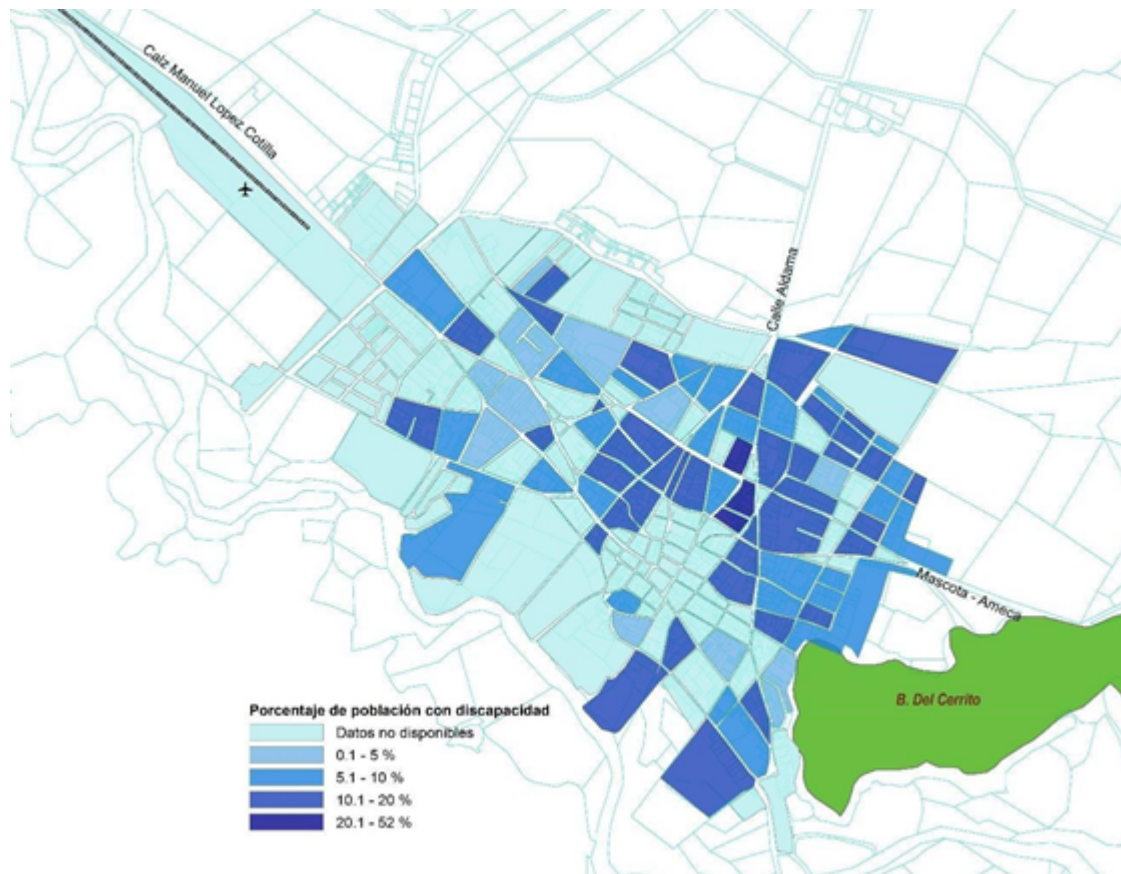 Calz Manuel Lopez Cotilla
Calle Aldama
Mascota - Ameca
B. Del Cerrito
Porcentaje de población con discapacidad
Datos no disponibles
0.1 - 5 %
5.1 - 10 %
10.1 - 20 %
20.1 - 52 %